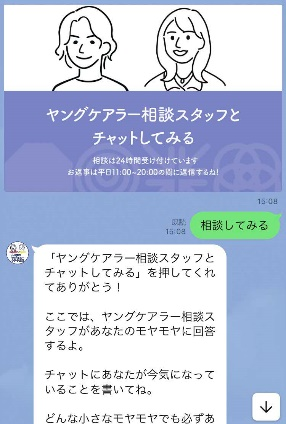 ヤングケアラー相談スタッフと
チャットしてみる
相談は24時間受け付けています
お返事は平日11:00~20:00の間に返信するね!
15:08
既読
15:08
相談してみる
「ヤングケアラー相談スタッフと
チャットしてみる」を押してくれ
てありがとう!
ここでは、ヤングケアラー相談ス
タッフがあなたのモヤモヤに回答
するよ。
チャットにあなたが今気になって
いることを書いてね。
どんな小さなモヤモヤでも必ずあ